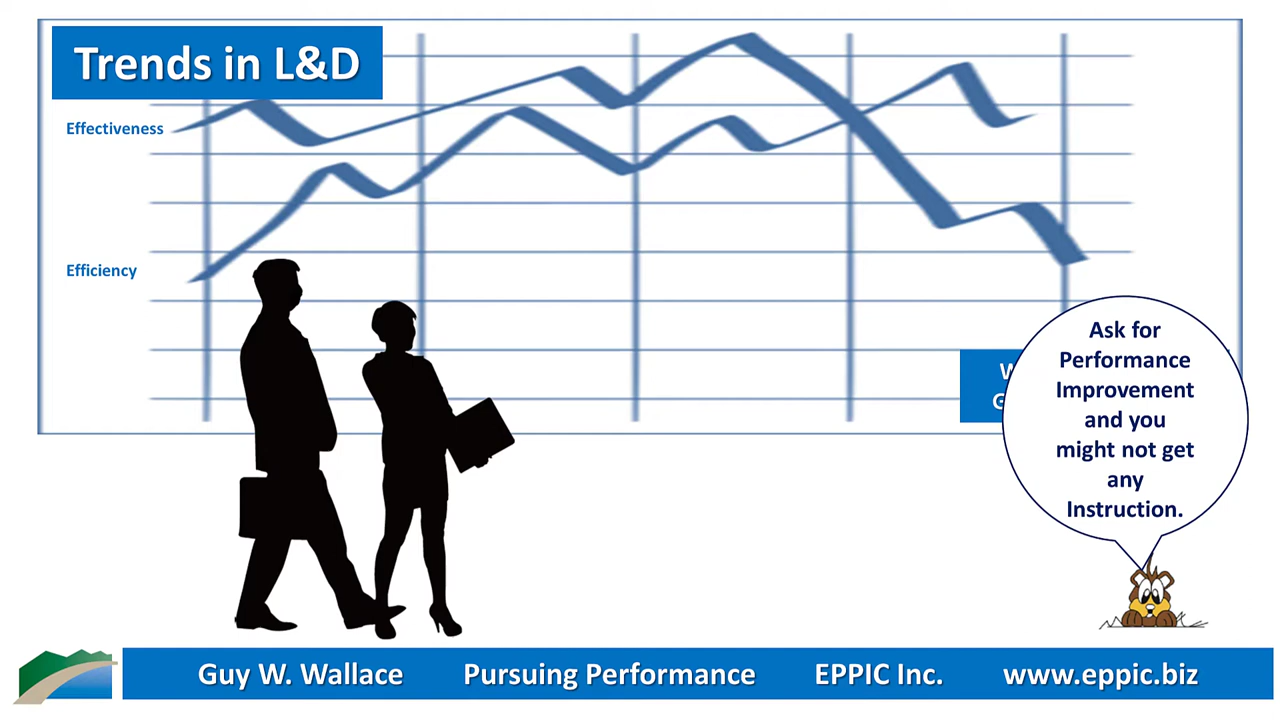 Trends in L&D
Effectiveness
Efficiency
Ask for
Performance
Improvement
and you
might not get
any
Instruction.
Guy W. Wallace Pursuing Performance EPPIC Inc. www.eppic.biz